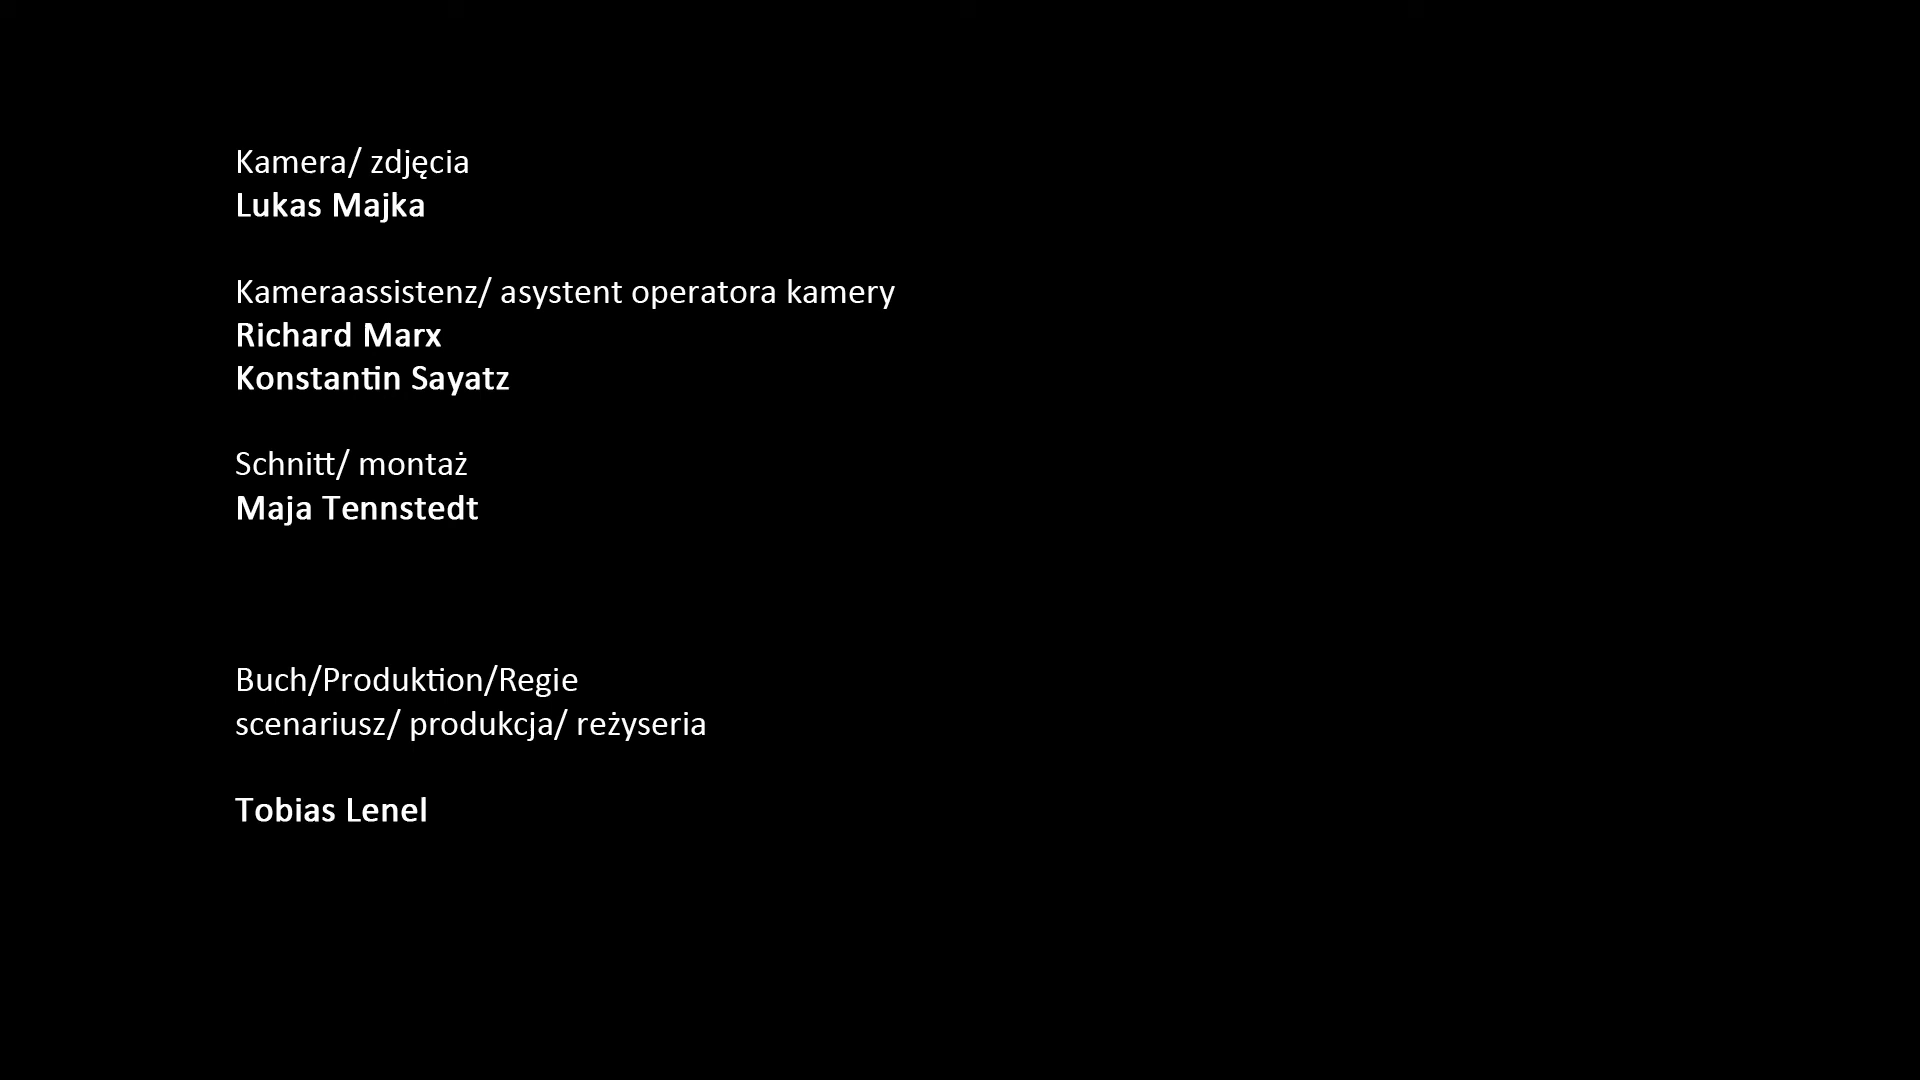 Kamera/ zdjęcia
Lukas Majka
Kameraassistenz/ asystent operatora kamery
Richard Marx
Konstantin Sayatz
Schnitt/ montaż
Maja Tennstedt
Buch/Produktion/Regie
scenariusz/ produkcja/ reżyseria
Tobias Lenel